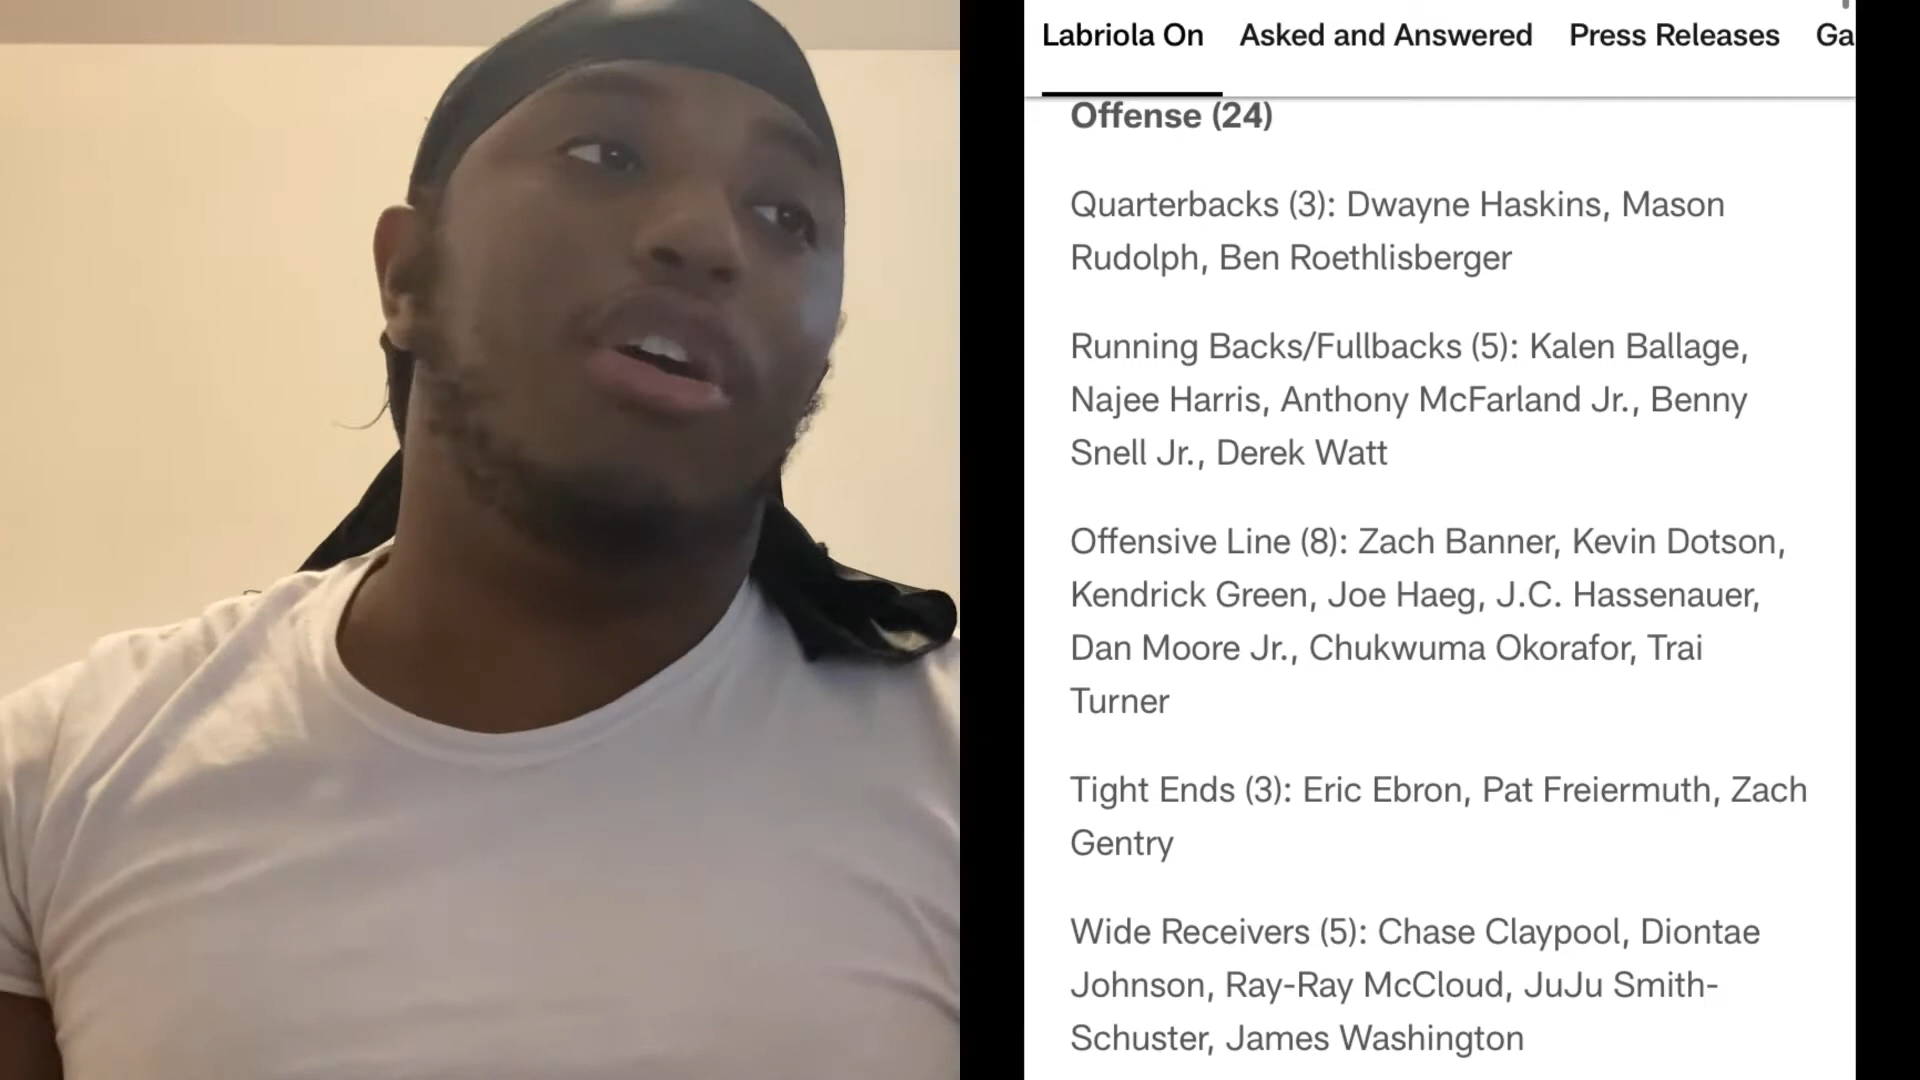 Labriola On Asked and Answered Press Releases Ga
Offense (24)
Quarterbacks (3): Dwayne Haskins, Mason
Rudolph, Ben Roethlisberger
Running Backs/Fullbacks (5): Kalen Ballage,
Najee Harris, Anthony McFarland Jr., Benny
Snell Jr., Derek Watt
Offensive Line (8): Zach Banner, Kevin Dotson,
Kendrick Green, Joe Haeg, J.C. Hassenauer,
Dan Moore Jr., Chukwuma Okorafor, Trai
Turner
Tight Ends (3): Eric Ebron, Pat Freiermuth, Zach
Gentry
Wide Receivers (5): Chase Claypool, Diontae
Johnson, Ray-Ray McCloud, JuJu Smith-
Schuster, James Washington